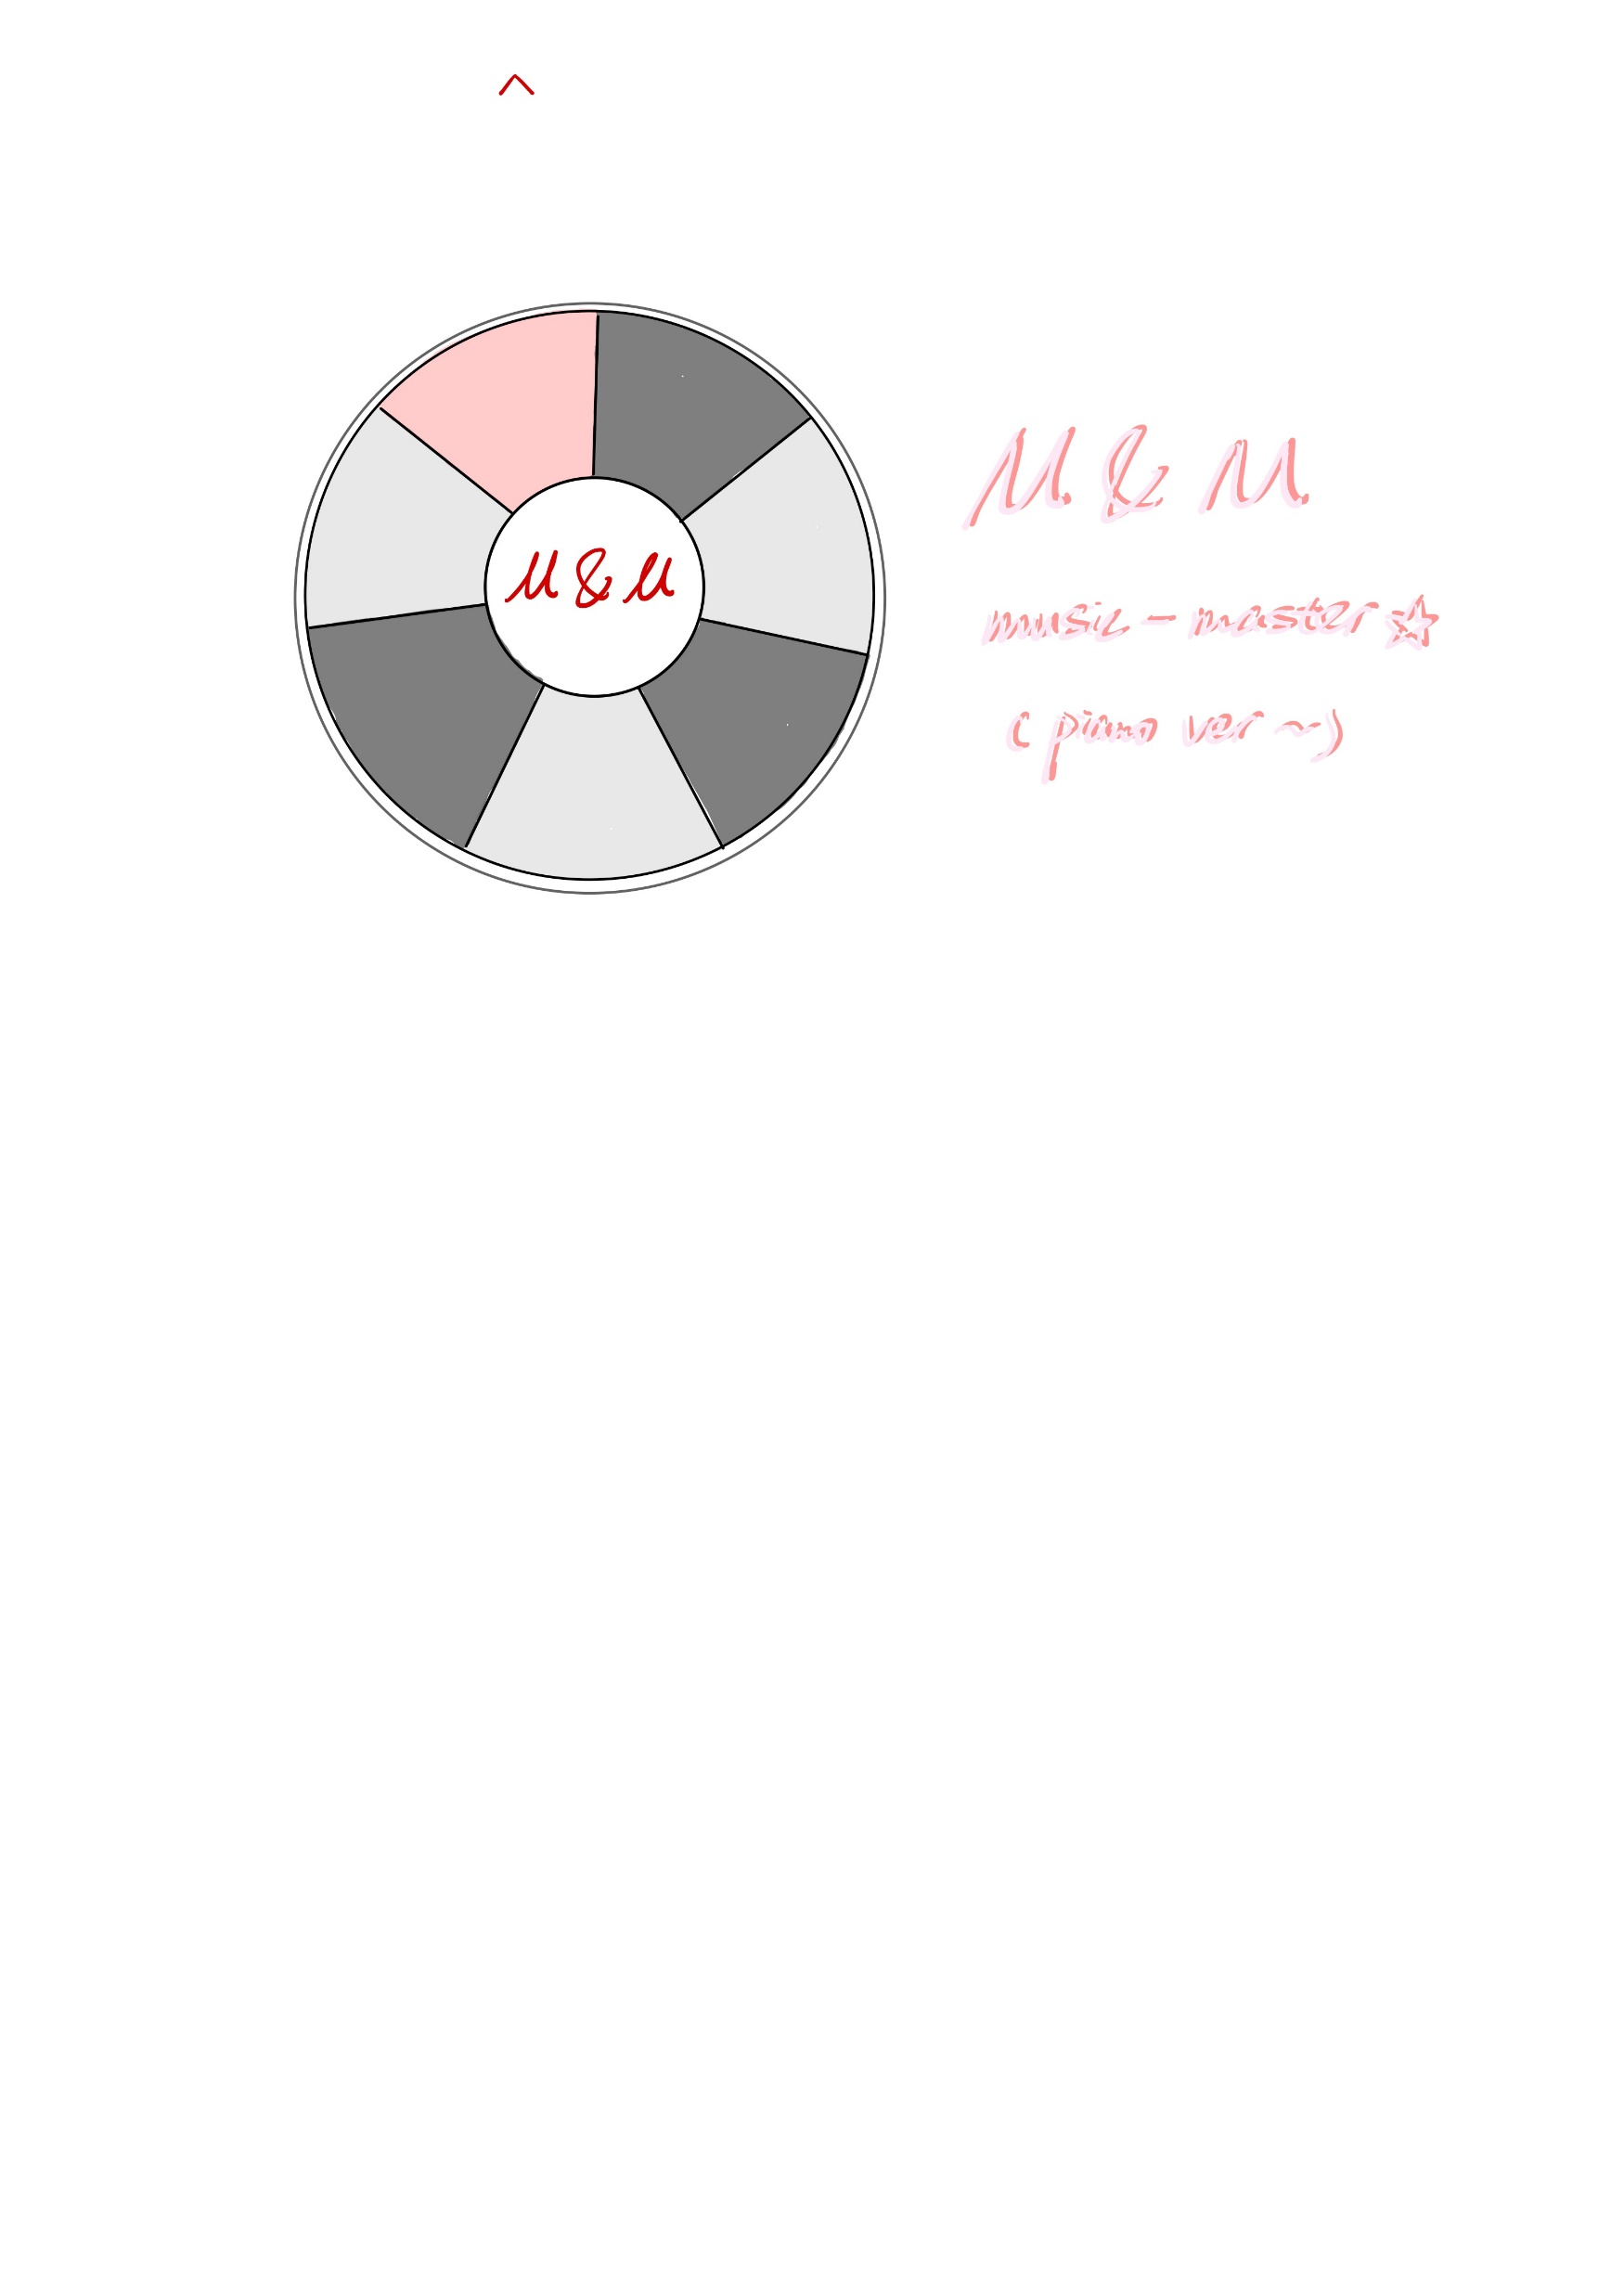 M & M
M & M
music - master ☆
( piano ver ~ )